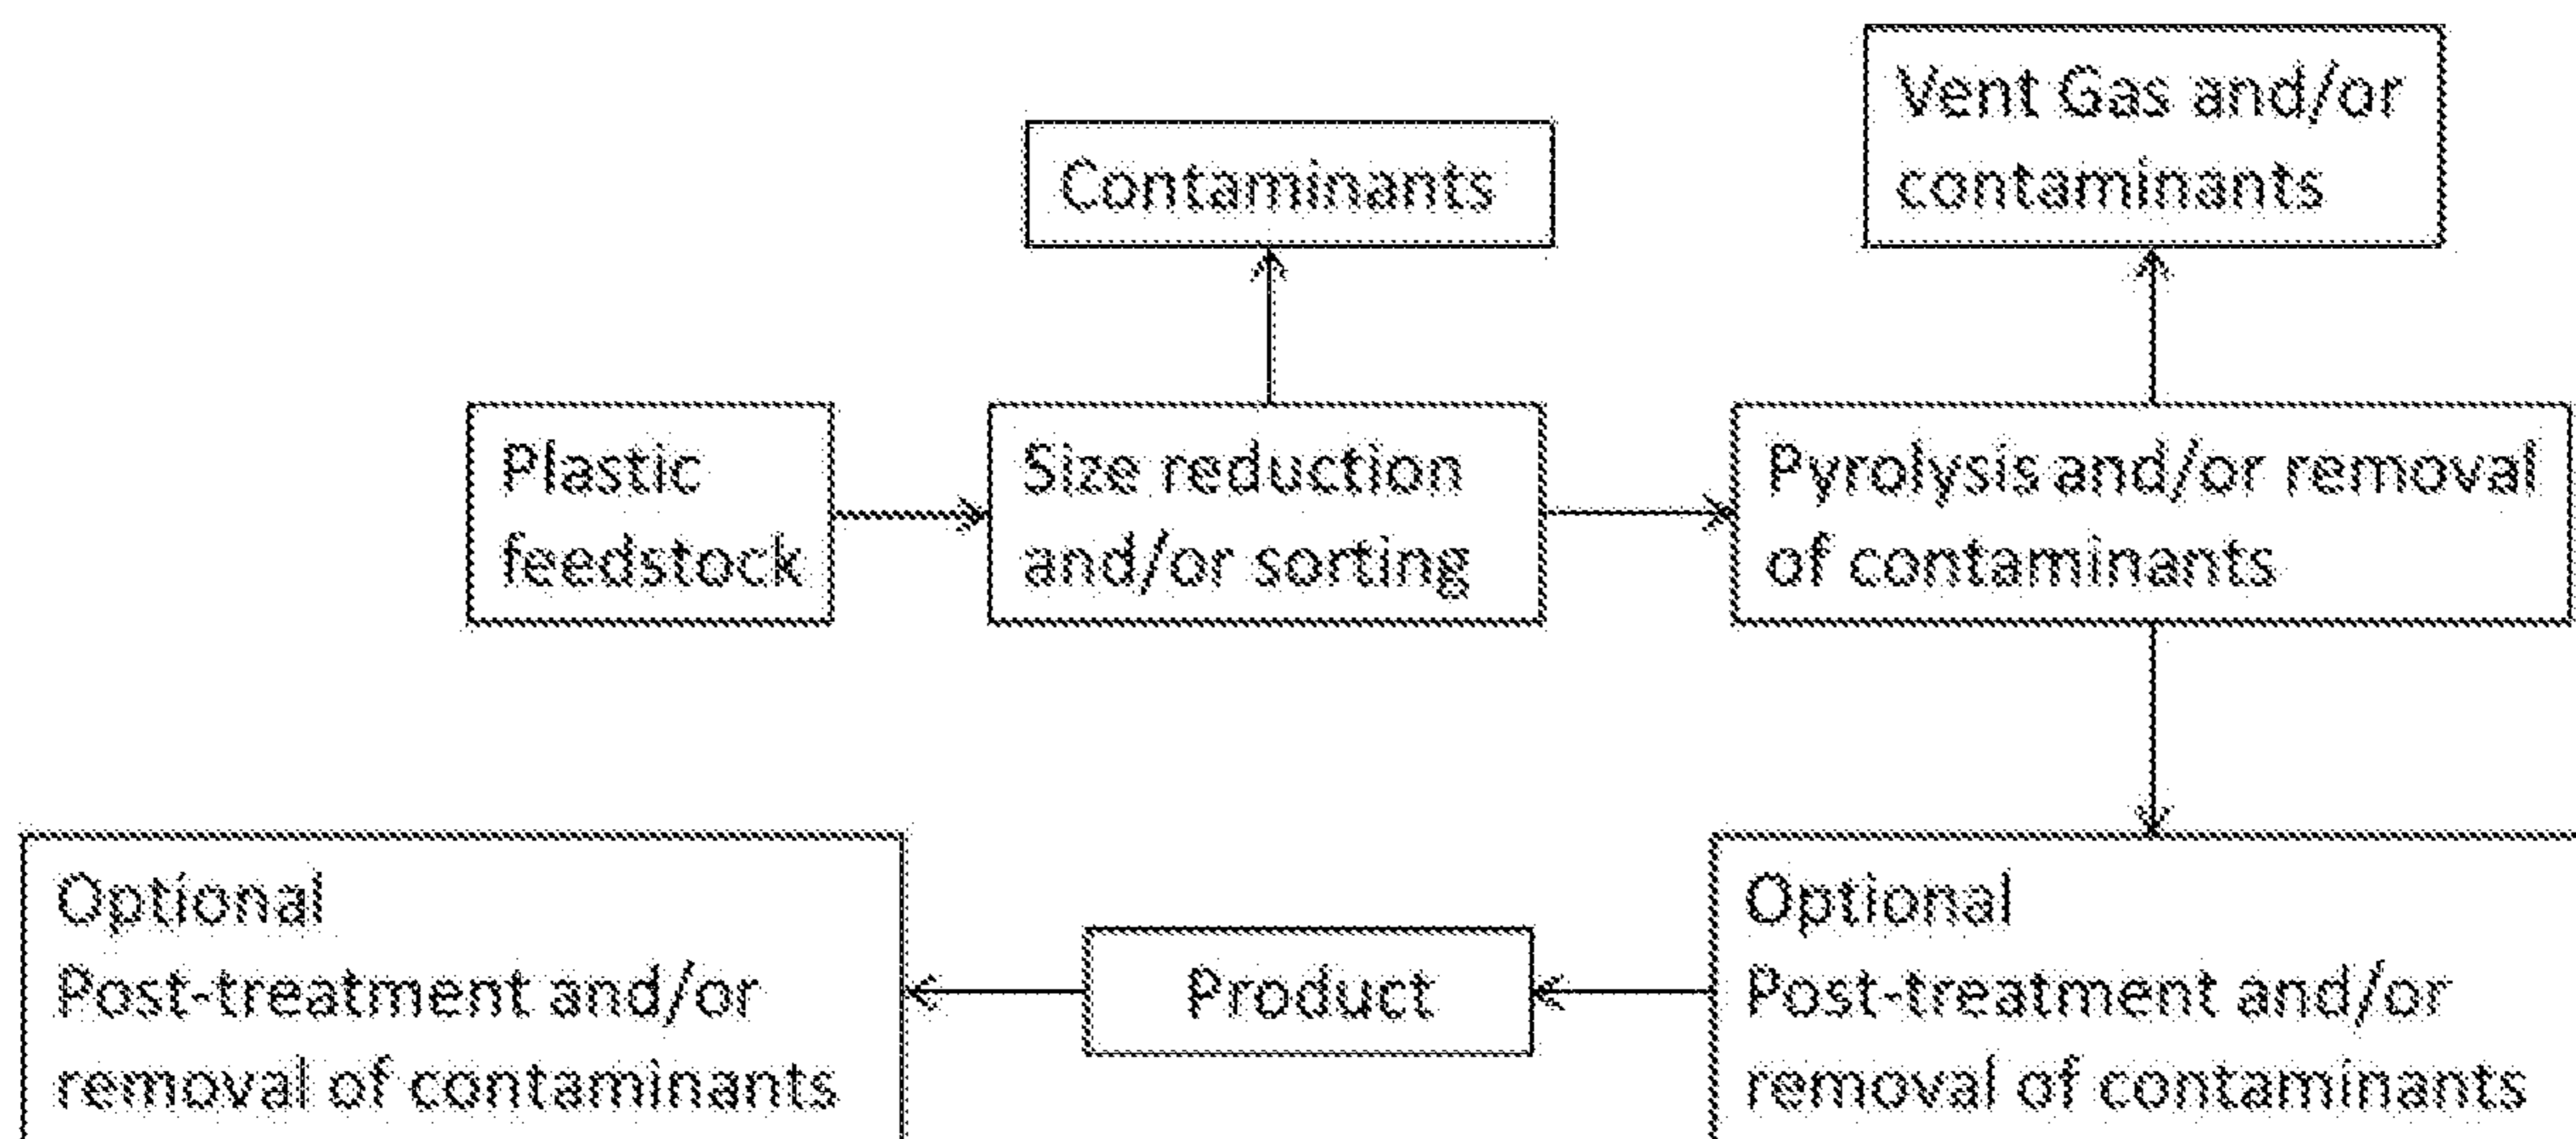 Vent Gas and/or
contaminants
Contaminants
Plastic
feedstock
Size reduction
and/or sorting
Pyrolysis and/or removal
of contaminants
Optional
Post-treatment and/or
removal of contaminants
Product
Optional
Post-treatment and/or
removal of contaminants